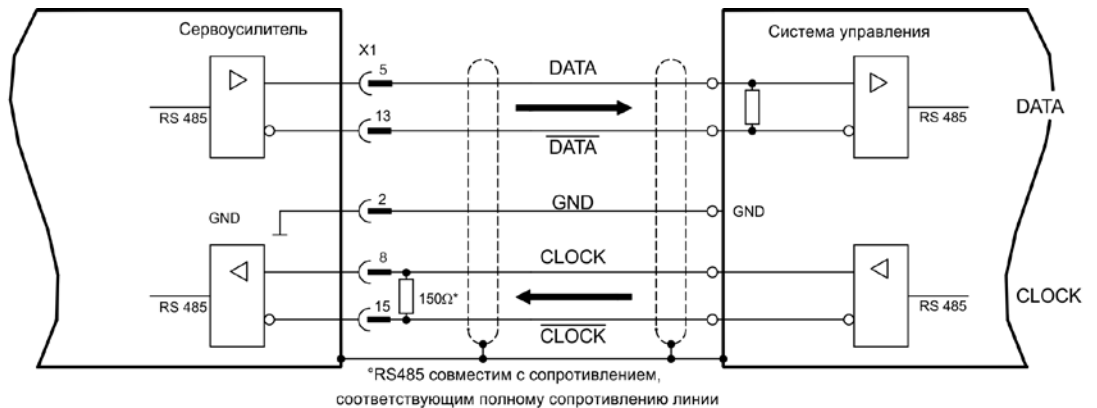 Сервоусилитель
Система управления
X1
5
DATA
RS 485
13
DATA
RS 485
DATA
GND
2
GND
GND
8
CLOCK
RS 485
150Ω*
15
CLOCK
RS 485
CLOCK
°RS485 совместим с сопротивлением,
соответствующим полному сопротивлению линии